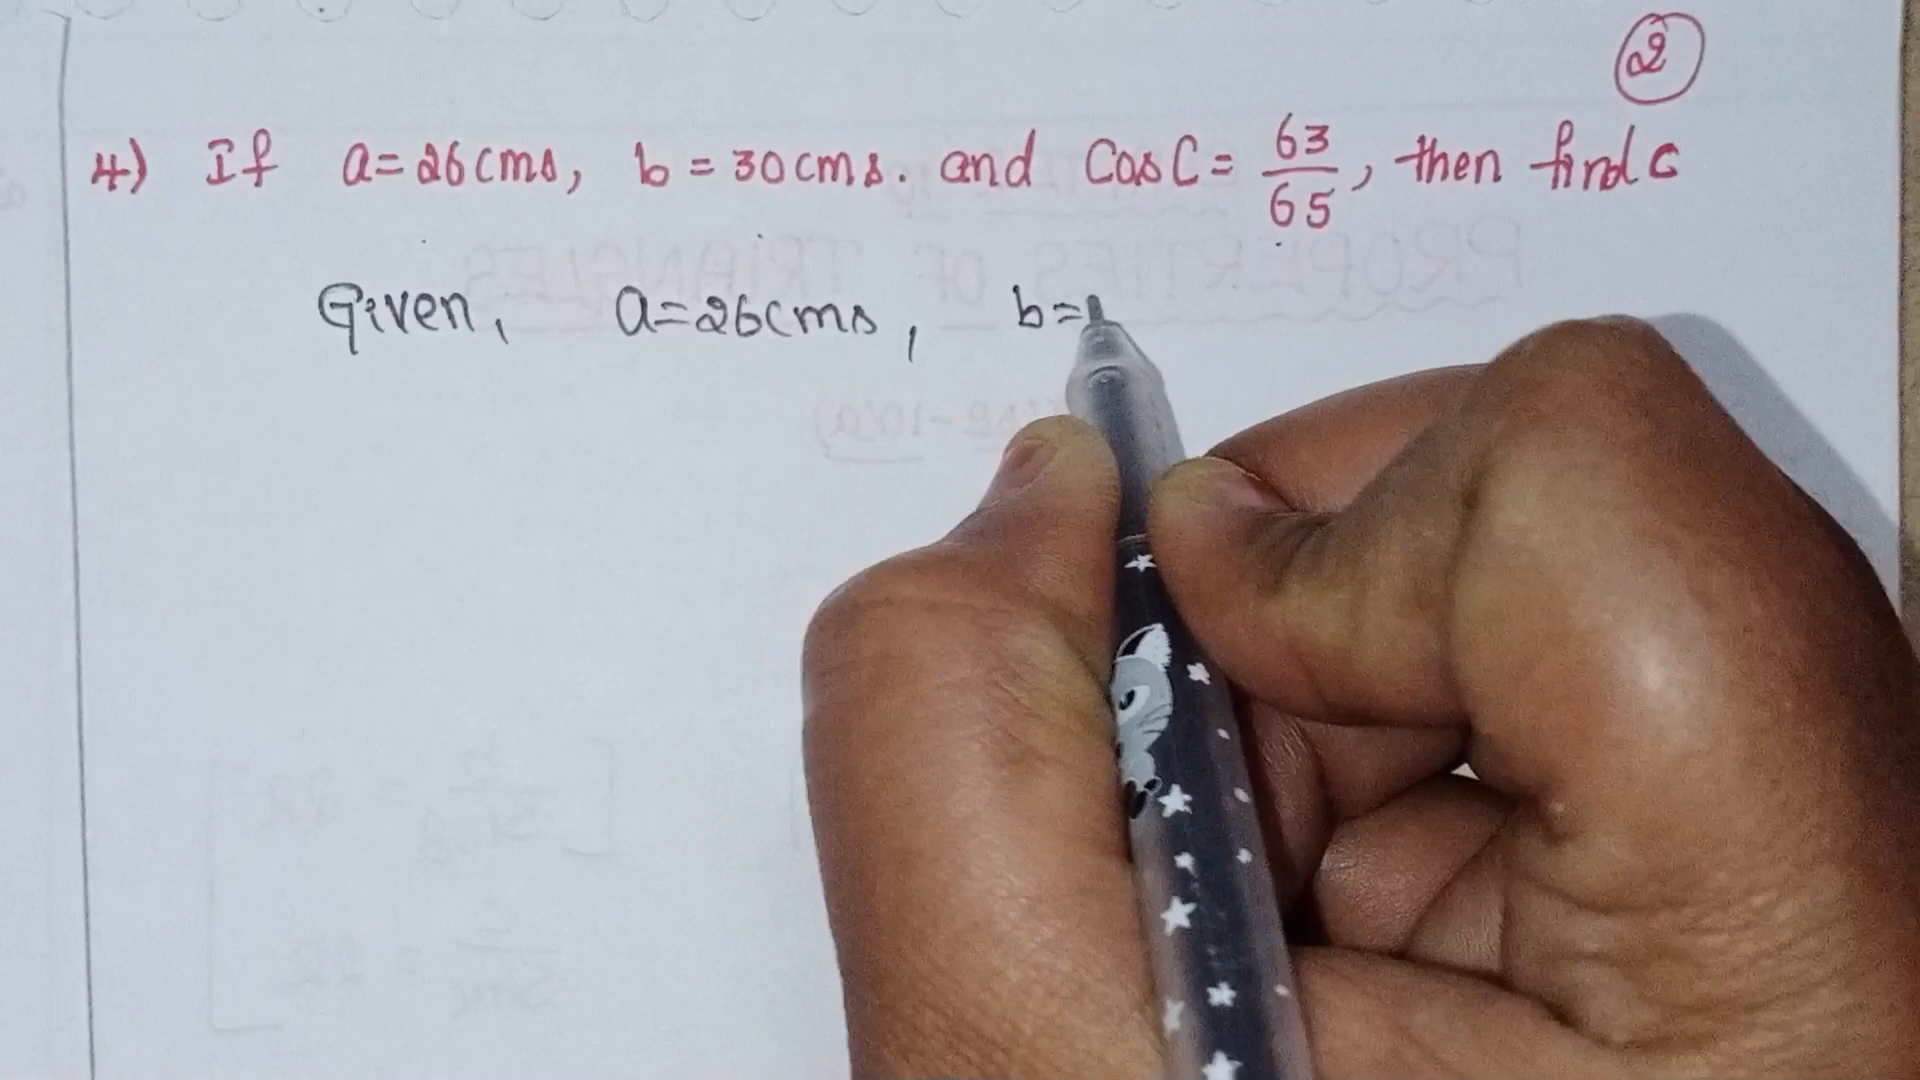 2
4) If a=26cms, b=30cms. and CosC=63/65, then find c
Given, a=26cms, b=